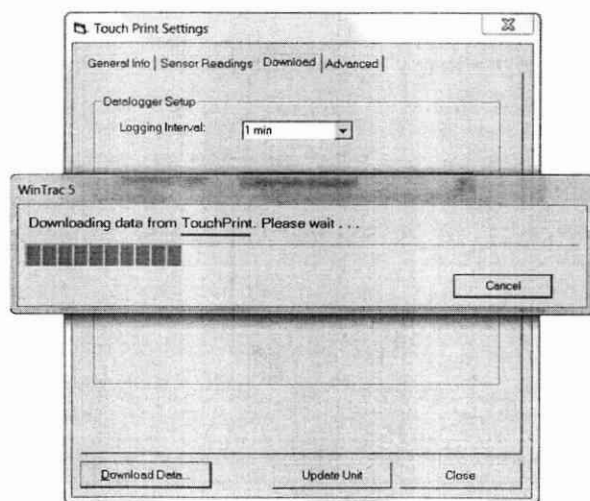 Touch Print Settings
General Info Sensor Readings Download Advanced
Datalogger Setup
Logging Interval: 1 min
WinTrac 5
Downloading data from TouchPrint. Please wait . . .
Cancel
Download Data... Update Unit Close